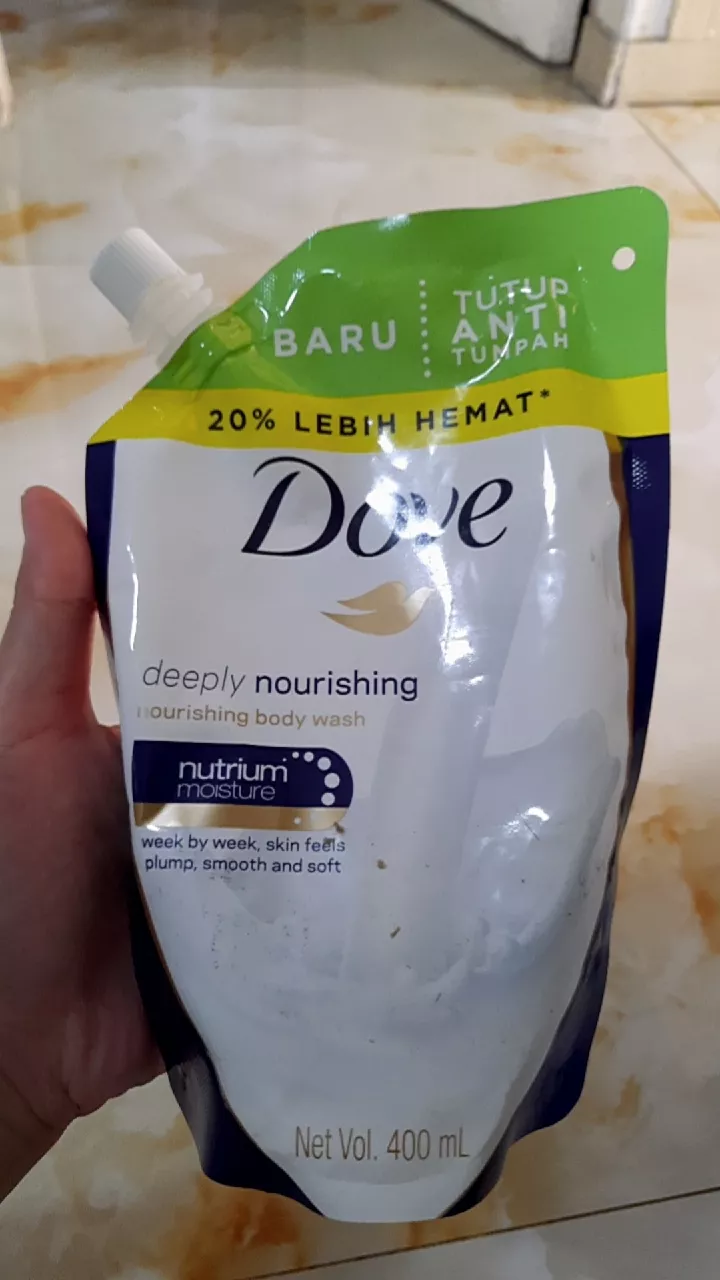 BARU
TUTUP
ANTI
TUMPAH
20% LEBIH HEMAT*
Dove
deeply nourishing
nourishing body wash
nutrium
moisture
week by week, skin feels
plump, smooth and soft
Net Vol. 400 mL